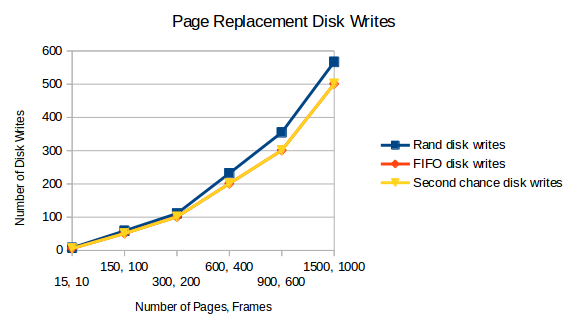 Page Replacement Disk Writes
Number of Disk Writes
600
500
400
300
200
100
0
15, 10
150, 100
300, 200
600, 400
900, 600
1500, 1000
Number of Pages, Frames
Rand disk writes
FIFO disk writes
Second chance disk writes